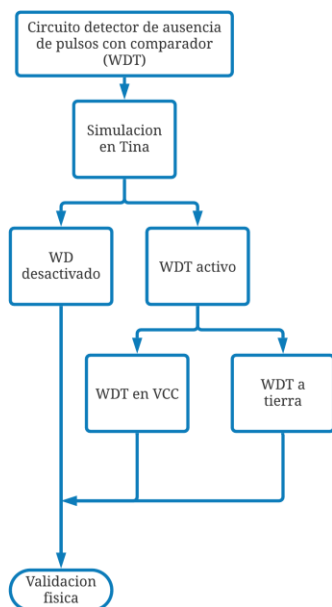 Circuito detector de ausencia
de pulsos con comparador
(WDT)
Simulacion
en Tina
WD
desactivado
WDT activo
WDT en VCC
WDT a
tierra
Validacion
fisica